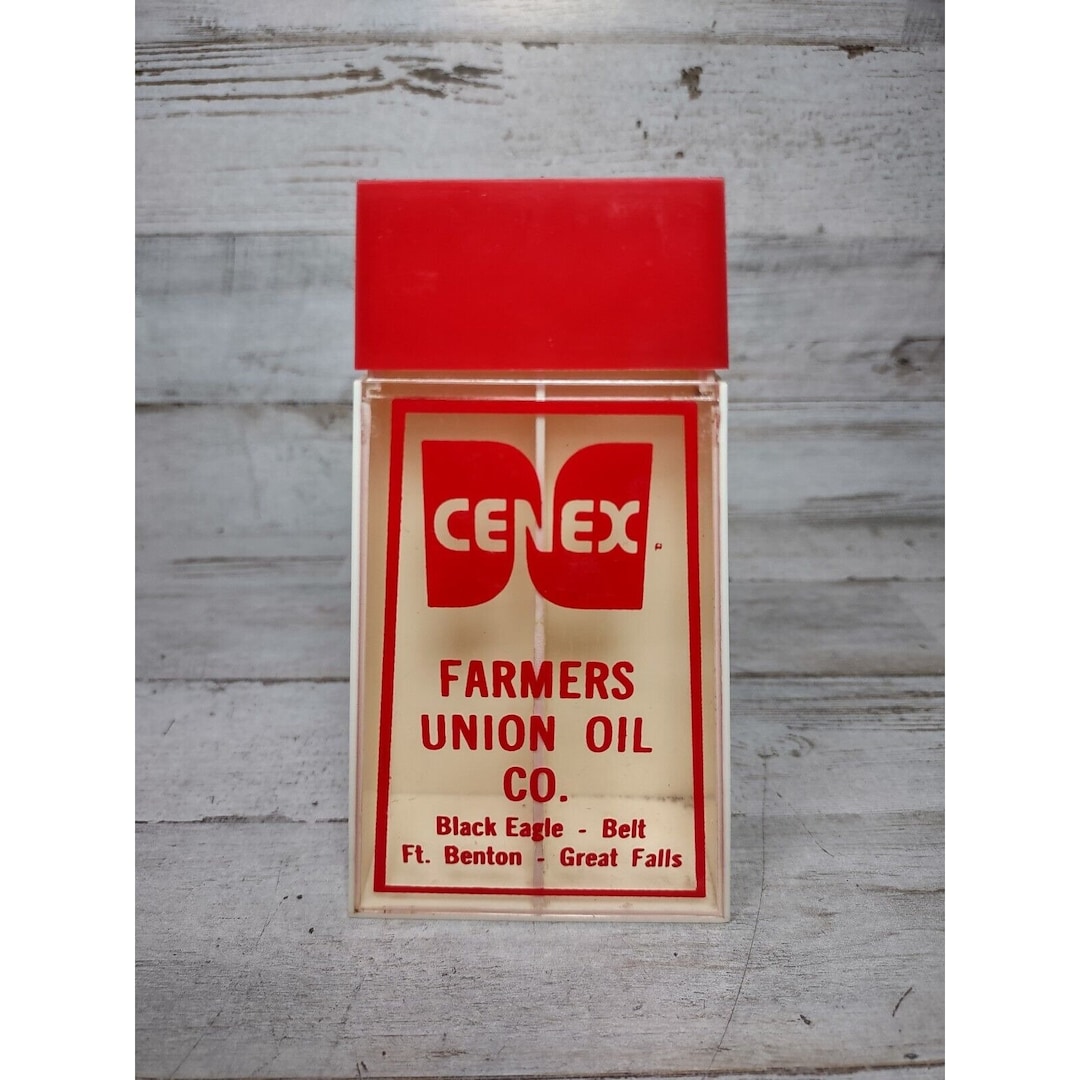 CENEX
FARMERS
UNION OIL
CO.
Black Eagle - Belt
Ft. Benton - Great Falls